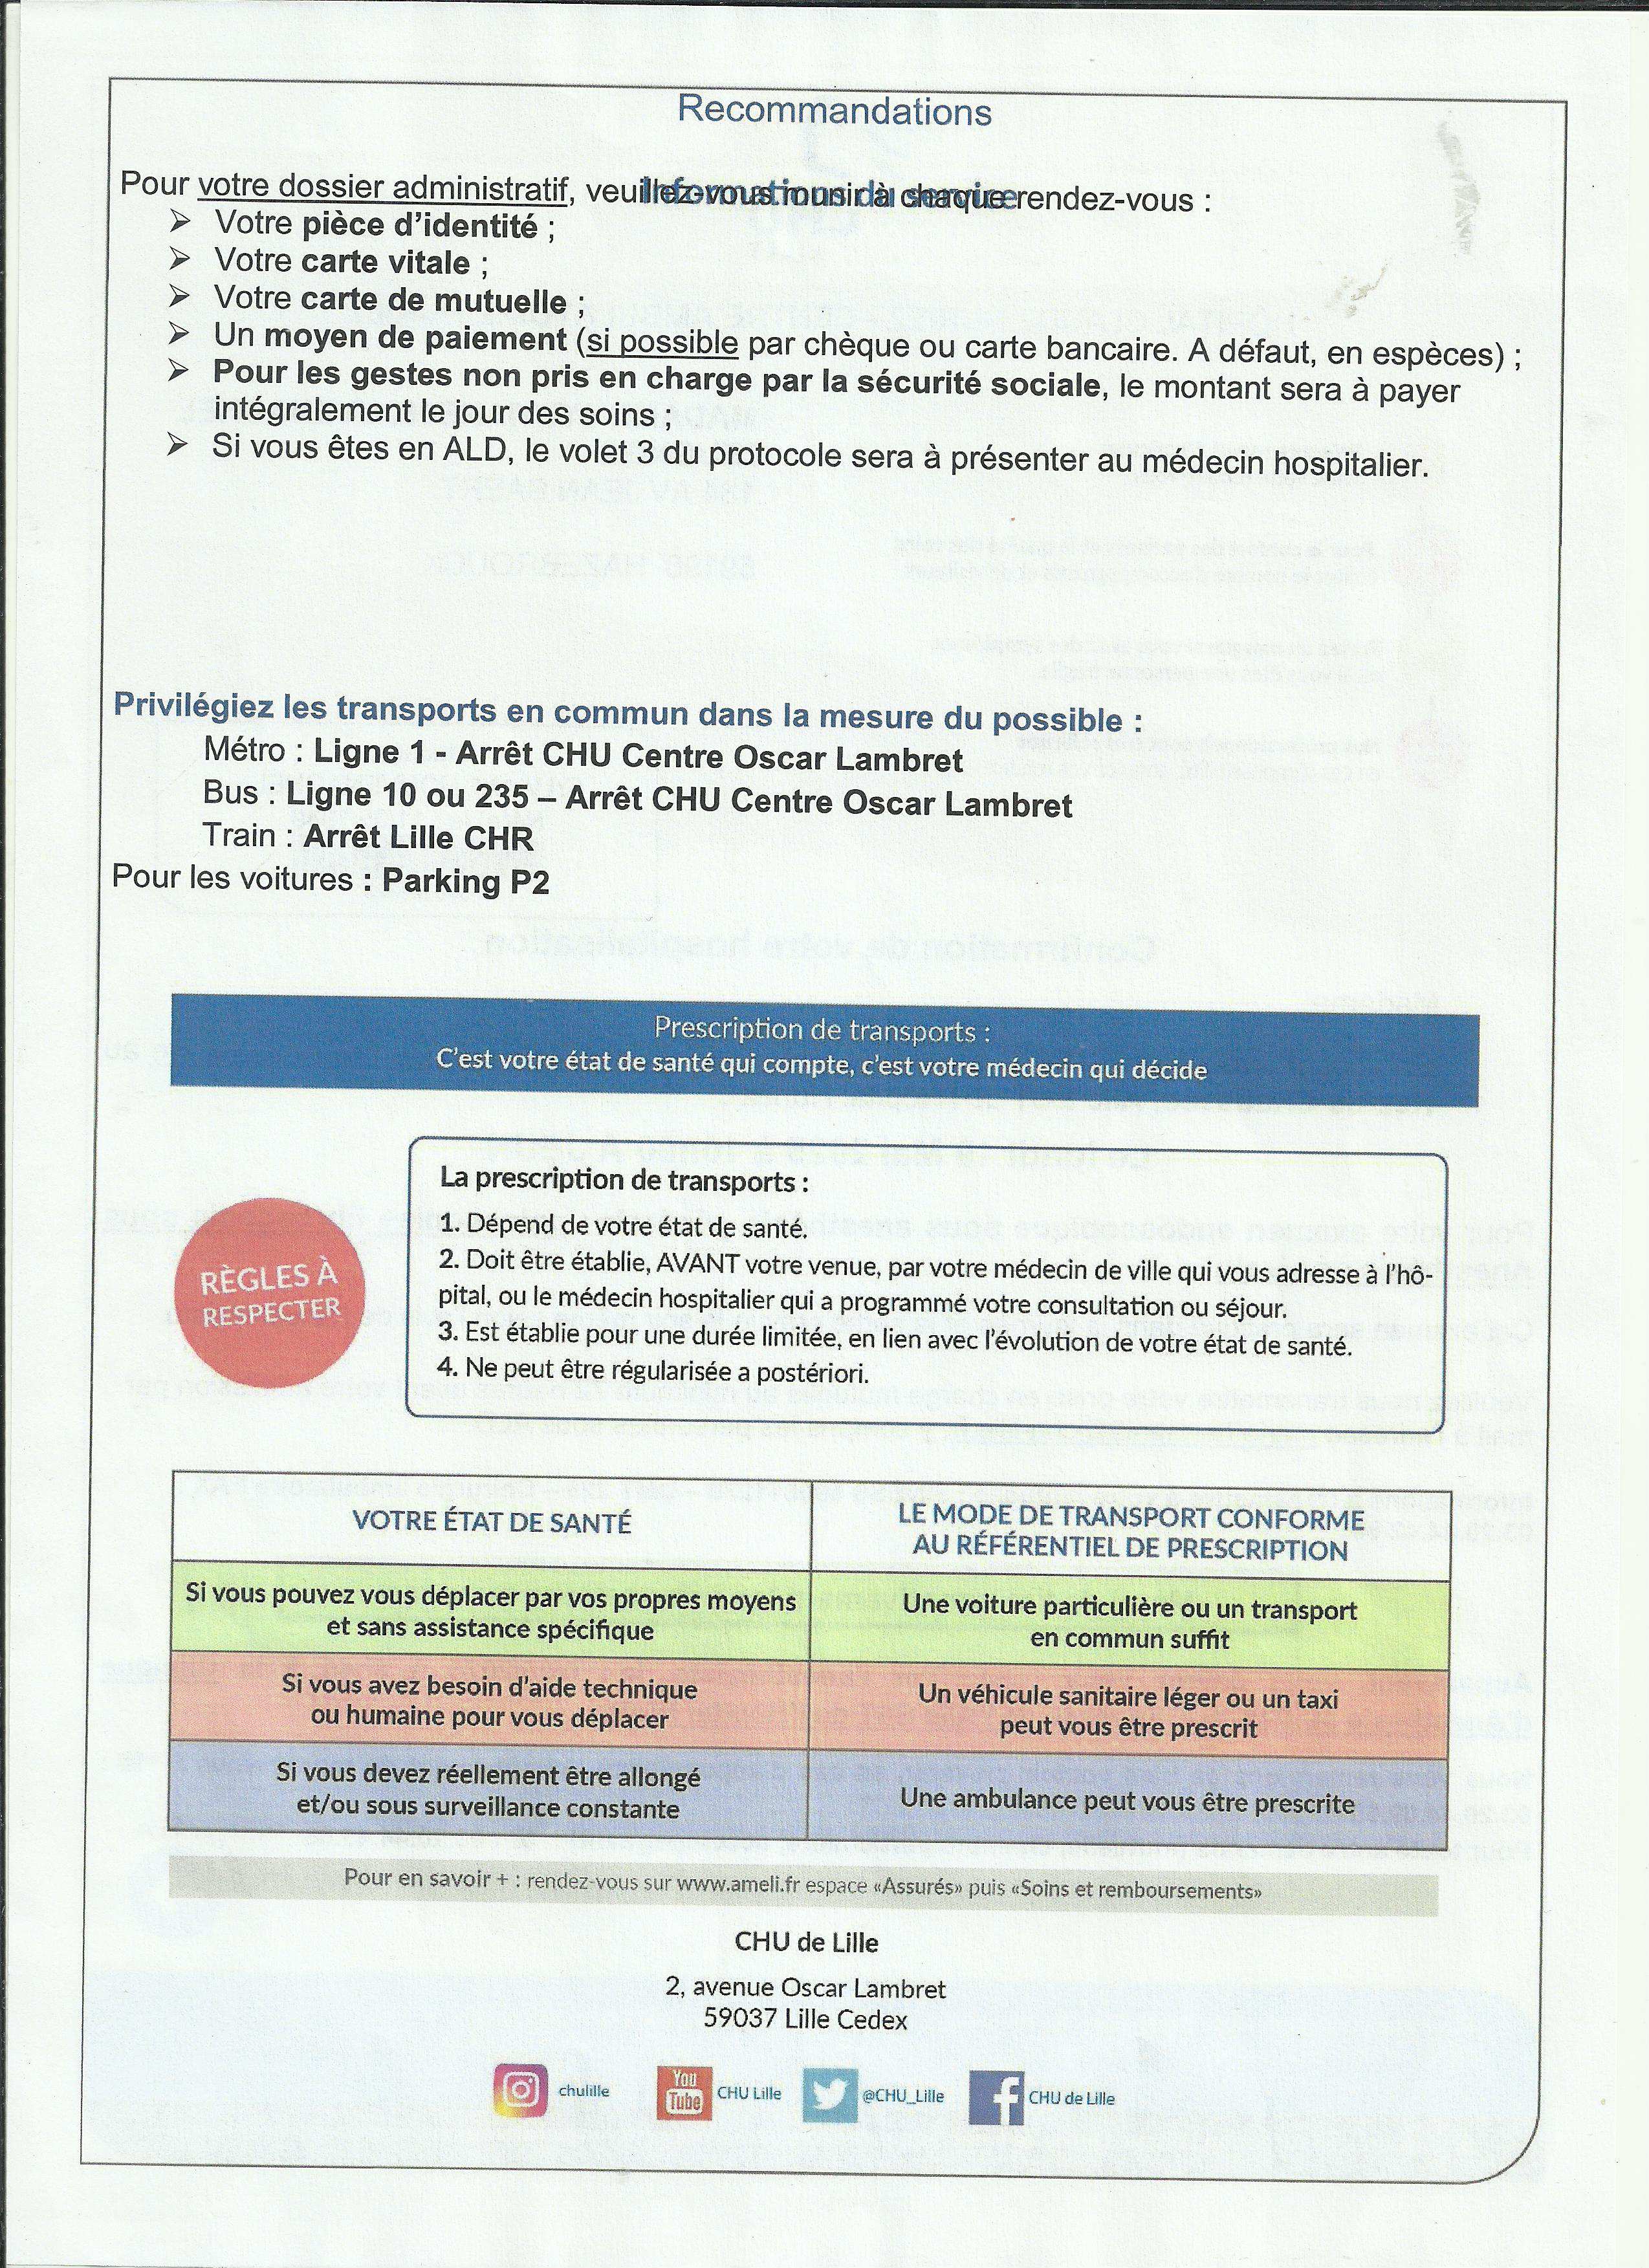 Recommandations
Informations du service
Pour votre dossier administratif, veuillez-vous munir à chaque rendez-vous :
➢ Votre pièce d'identité ;
➢ Votre carte vitale ;
➢ Votre carte de mutuelle ;
➢ Un moyen de paiement (si possible par chèque ou carte bancaire. A défaut, en espèces) ;
➢ Pour les gestes non pris en charge par la sécurité sociale, le montant sera à payer
intégralement le jour des soins ;
➢ Si vous êtes en ALD, le volet 3 du protocole sera à présenter au médecin hospitalier.
Privilégiez les transports en commun dans la mesure du possible :
Métro : Ligne 1 - Arrêt CHU Centre Oscar Lambret
Bus : Ligne 10 ou 235 – Arrêt CHU Centre Oscar Lambret
Train : Arrêt Lille CHR
Pour les voitures : Parking P2
Prescription de transports :
C'est votre état de santé qui compte, c'est votre médecin qui décide
RÈGLES À
RESPECTER
La prescription de transports :
1. Dépend de votre état de santé.
2. Doit être établie, AVANT votre venue, par votre médecin de ville qui vous adresse à l'hô-
pital, ou le médecin hospitalier qui a programmé votre consultation ou séjour.
3. Est établie pour une durée limitée, en lien avec l'évolution de votre état de santé.
4. Ne peut être régularisée a postériori.
VOTRE ÉTAT DE SANTÉ
LE MODE DE TRANSPORT CONFORME
AU RÉFÉRENTIEL DE PRESCRIPTION
Si vous pouvez vous déplacer par vos propres moyens
et sans assistance spécifique
Une voiture particulière ou un transport
en commun suffit
Si vous avez besoin d'aide technique
ou humaine pour vous déplacer
Un véhicule sanitaire léger ou un taxi
peut vous être prescrit
Si vous devez réellement être allongé
et/ou sous surveillance constante
Une ambulance peut vous être prescrite
Pour en savoir + : rendez-vous sur www.ameli.fr espace «Assurés» puis «Soins et remboursements»
CHU de Lille
2, avenue Oscar Lambret
59037 Lille Cedex
chulille
You
Tube
CHU Lille
@CHU_Lille
CHU de Lille